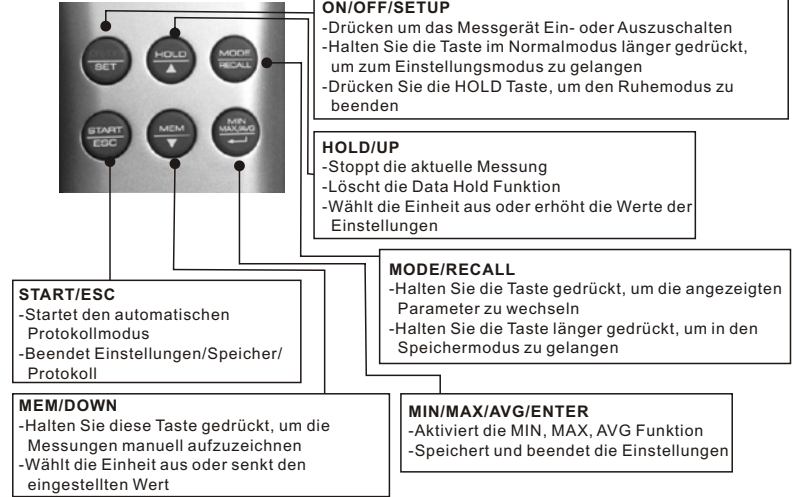 ON/OFF/SETUP
-Drücken um das Messgerät Ein- oder Auszuschalten
-Halten Sie die Taste im Normalmodus länger gedrückt,
um zum Einstellungsmodus zu gelangen
-Drücken Sie die HOLD Taste, um den Ruhemodus zu
beenden
SET
HOLD
MODE
RECALL
START
ESC
MEM
MIN
MAX/AVG
HOLD/UP
-Stoppt die aktuelle Messung
-Löscht die Data Hold Funktion
-Wählt die Einheit aus oder erhöht die Werte der
Einstellungen
MODE/RECALL
-Halten Sie die Taste gedrückt, um die angezeigten
Parameter zu wechseln
-Halten Sie die Taste länger gedrückt, um in den
Speichermodus zu gelangen
START/ESC
-Startet den automatischen
Protokollmodus
-Beendet Einstellungen/Speicher/
Protokoll
MEM/DOWN
-Halten Sie diese Taste gedrückt, um die
Messungen manuell aufzuzeichnen
-Wählt die Einheit aus oder senkt den
eingestellten Wert
MIN/MAX/AVG/ENTER
-Aktiviert die MIN, MAX, AVG Funktion
-Speichert und beendet die Einstellungen